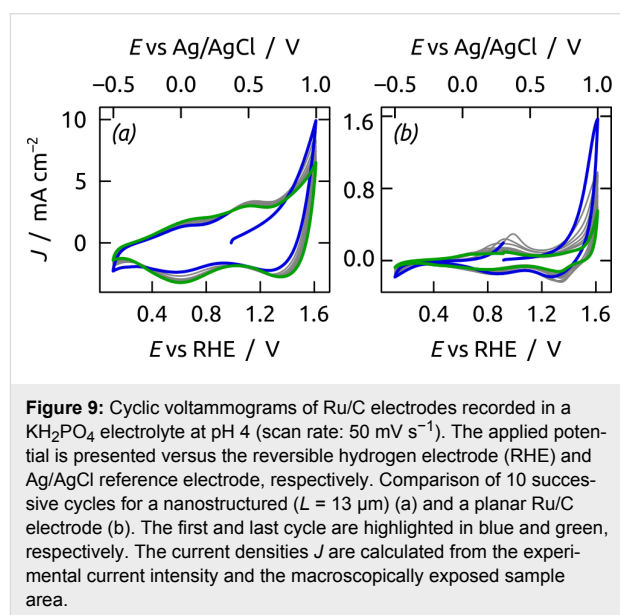 E vs Ag/AgCl / V
E vs Ag/AgCl / V
−0.5 0.0 0.5 1.0
−0.5 0.0 0.5 1.0
(a)
(b)
10
5
0
1.6
0.8
0.0
J / mA cm⁻²
0.4 0.8 1.2 1.6
0.4 0.8 1.2 1.6
E vs RHE / V
E vs RHE / V
Figure 9: Cyclic voltammograms of Ru/C electrodes recorded in a
KH₂PO₄ electrolyte at pH 4 (scan rate: 50 mV s⁻¹). The applied poten-
tial is presented versus the reversible hydrogen electrode (RHE) and
Ag/AgCl reference electrode, respectively. Comparison of 10 succes-
sive cycles for a nanostructured (L = 13 μm) (a) and a planar Ru/C
electrode (b). The first and last cycle are highlighted in blue and green,
respectively. The current densities J are calculated from the experi-
mental current intensity and the macroscopically exposed sample
area.